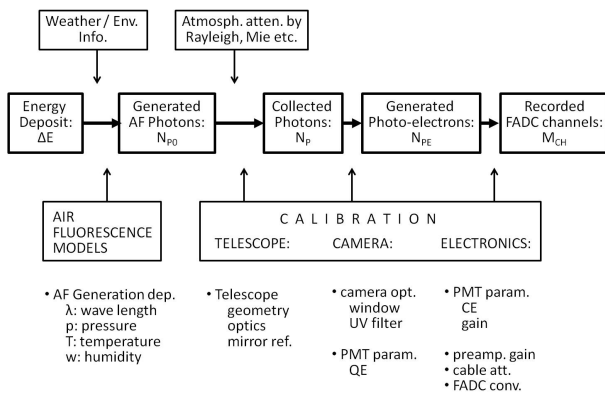 Weather / Env.
Info.
Atmosph. atten. by
Rayleigh, Mie etc.
Energy
Deposit:
ΔE
Generated
AF Photons:
N_P0
Collected
Photons:
N_P
Generated
Photo-electrons:
N_PE
Recorded
FADC channels:
M_CH
AIR
FLUORESCENCE
MODELS
C A L I B R A T I O N
TELESCOPE: CAMERA: ELECTRONICS:
• AF Generation dep.
λ: wave length
p: pressure
T: temperature
w: humidity
• Telescope
geometry
optics
mirror ref.
• camera opt.
window
UV filter
• PMT param.
QE
• PMT param.
CE
gain
• preamp. gain
• cable att.
• FADC conv.